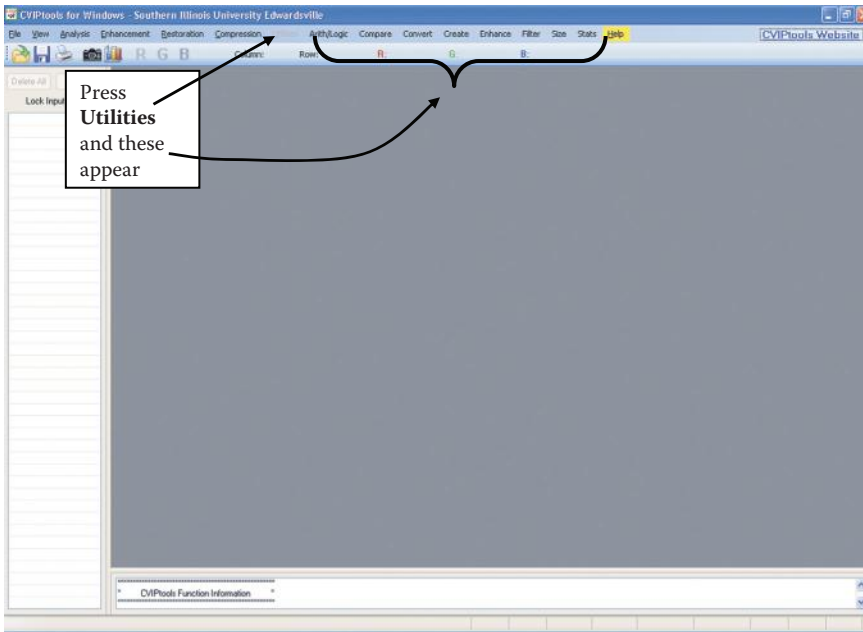 CVIPtools for Windows - Southern Illinois University Edwardsville
File View Analysis Enhancement Restoration Compression Utilities Arith/Logic Compare Convert Create Enhance Filter Size Stats Help CVIPtools Website
R G B Column: Row: R: G: B:
Delete All
Lock Input
Press
Utilities
and these
appear
* CVIPtools Function Information *